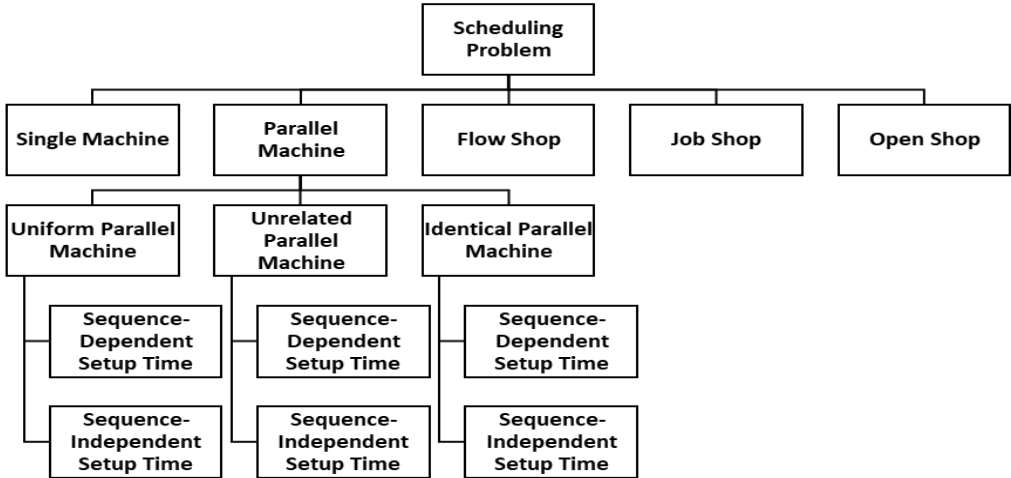 Scheduling
Problem
Single Machine
Parallel
Machine
Flow Shop
Job Shop
Open Shop
Uniform Parallel
Machine
Unrelated
Parallel
Machine
Identical Parallel
Machine
Sequence-
Dependent
Setup Time
Sequence-
Dependent
Setup Time
Sequence-
Dependent
Setup Time
Sequence-
Independent
Setup Time
Sequence-
Independent
Setup Time
Sequence-
Independent
Setup Time